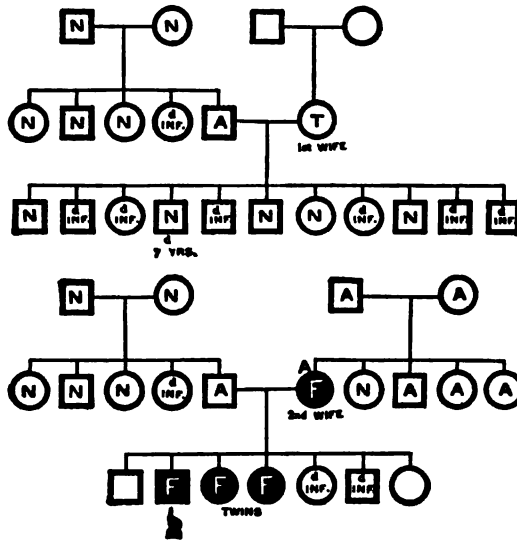 N N
N N N d INF. A T
1st WIFE
N d INF. d INF. N d INF. N N d INF. N d INF. d INF.
d
7 YRS.
N N A A
N N N d INF. A A F N A A A
2nd WIFE
F F F d INF. d INF.
TWINS